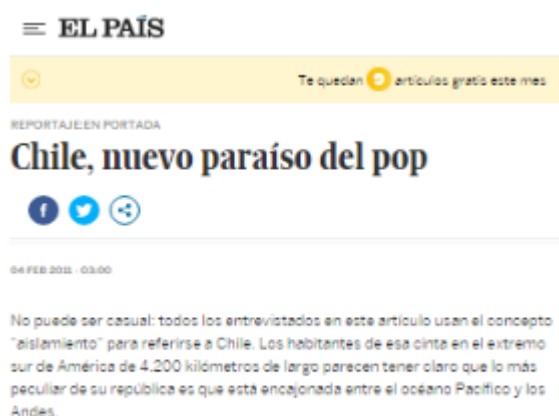 EL PAÍS
Te quedan 9 artículos gratis este mes
REPORTAJE:EN PORTADA
Chile, nuevo paraíso del pop
04 FEB 2011 - 03:00
No puede ser casual: todos los entrevistados en este artículo usan el concepto
"aislamiento" para referirse a Chile. Los habitantes de esa cinta en el extremo
sur de América de 4.200 kilómetros de largo parecen tener claro que lo más
peculiar de su república es que está encajonada entre el océano Pacífico y los
Andes.